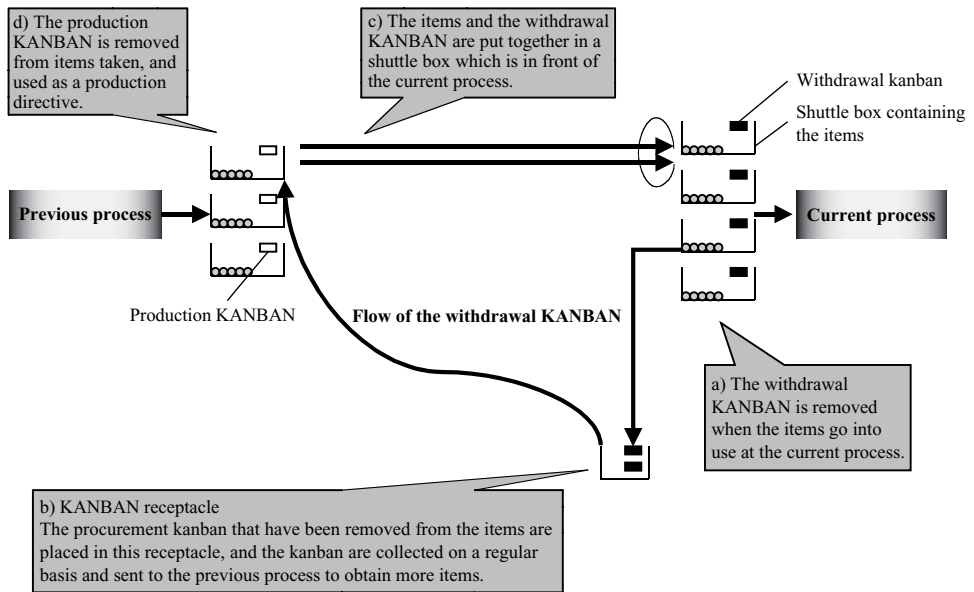 d) The production
KANBAN is removed
from items taken, and
used as a production
directive.
c) The items and the withdrawal
KANBAN are put together in a
shuttle box which is in front of
the current process.
Withdrawal kanban
Shuttle box containing
the items
Previous process
Current process
Production KANBAN
Flow of the withdrawal KANBAN
a) The withdrawal
KANBAN is removed
when the items go into
use at the current process.
b) KANBAN receptacle
The procurement kanban that have been removed from the items are
placed in this receptacle, and the kanban are collected on a regular
basis and sent to the previous process to obtain more items.